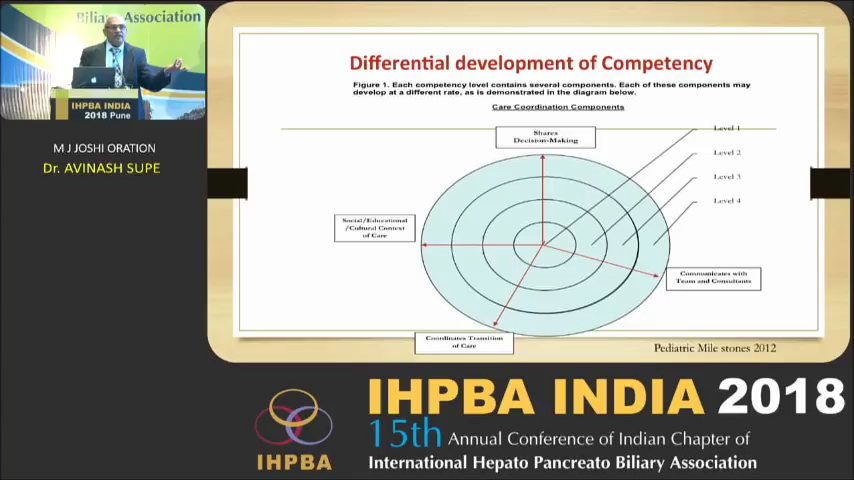 Biliary Association
IHPBA INDIA
2018 Pune
M J JOSHI ORATION
Dr. AVINASH SUPE
Differential development of Competency
Figure 1. Each competency level contains several components. Each of these components may
develop at a different rate, as is demonstrated in the diagram below.
Care Coordination Components
Shares
Decision-Making
Level 1
Level 2
Level 3
Level 4
Social/Educational
/Cultural Context
of Care
Communicates with
Team and Consultants
Coordinates Transition
of Care
Pediatric Mile stones 2012
IHPBA
IHPBA INDIA 2018
15th Annual Conference of Indian Chapter of
International Hepato Pancreato Biliary Association